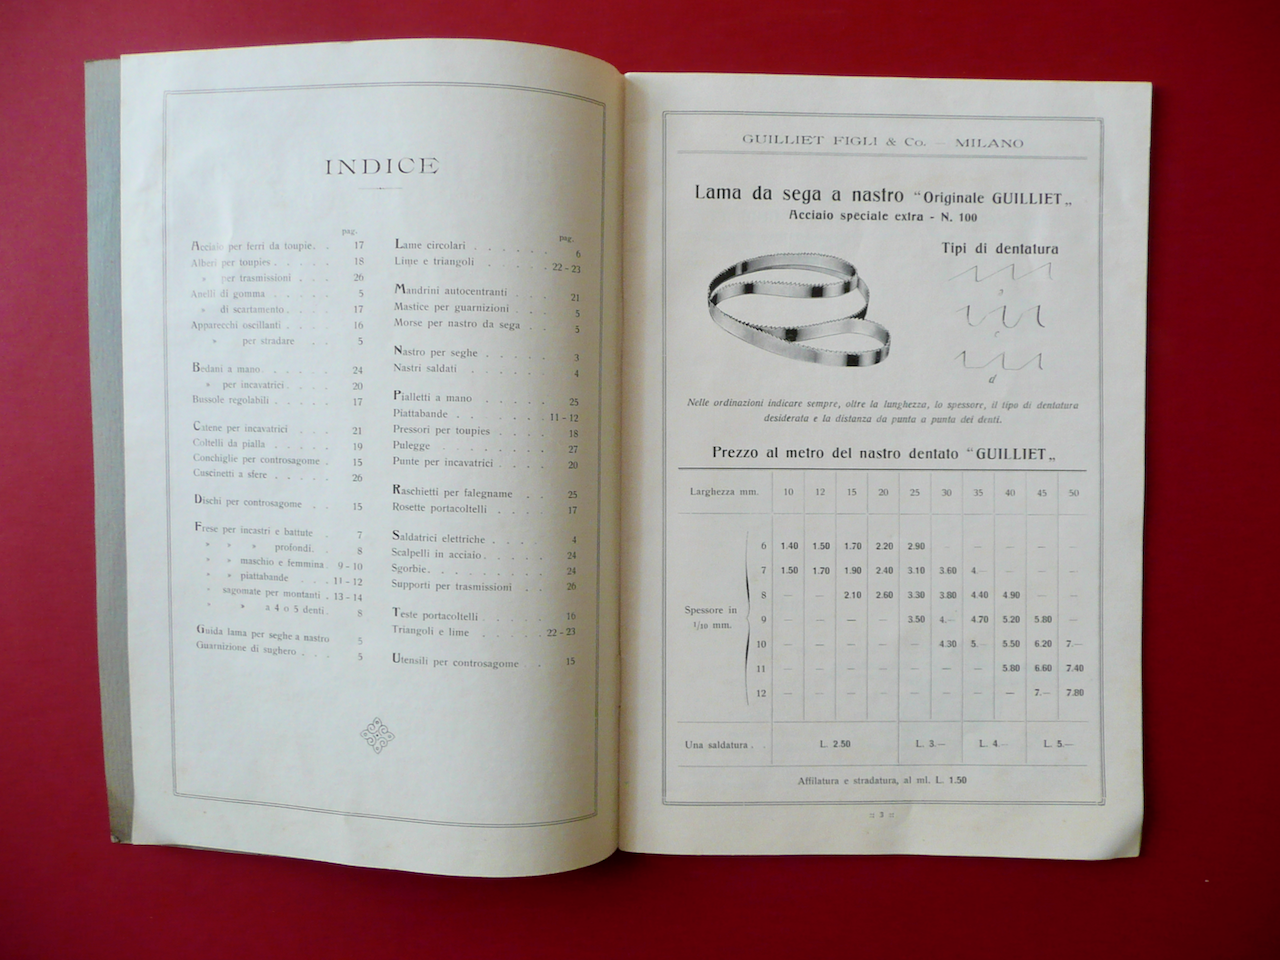 INDICE
pag.
Acciaio per ferri da toupie. . 17
Alberi per toupies . . . . . 18
» per trasmissioni . . . 26
Anelli di gomma . . . . . 5
» di scartamento . . . . 17
Apparecchi oscillanti . . . . 16
» per stradare . . 5
Bedani a mano . . . . . 24
» per incavatrici . . . . 20
Bussole regolabili . . . . . 17
Catene per incavatrici . . . 21
Coltelli da pialla . . . . 19
Conchiglie per controsagome . 15
Cuscinetti a sfere . . . . 26
Dischi per controsagome . . 15
Frese per incastri e battute . 7
» » » profondi. . 8
» » maschio e femmina. 9-10
» » piattabande . . . 11-12
» sagomate per montanti . 13-14
» » a 4 o 5 denti. 8
Guida lama per seghe a nastro 5
Guarnizione di sughero . . . 5
pag.
Lame circolari . . . . . . 6
Lime e triangoli . . . . . 22-23
Mandrini autocentranti . . . 21
Mastice per guarnizioni . . . 5
Morse per nastro da sega . . 5
Nastro per seghe . . . . . 3
Nastri saldati . . . . . . 4
Pialletti a mano . . . . . 25
Piattabande . . . . . . . 11-12
Pressori per toupies . . . . 18
Pulegge . . . . . . . . 27
Punte per incavatrici . . . . 20
Raschietti per falegname . . 25
Rosette portacoltelli . . . . 17
Saldatrici elettriche . . . . 4
Scalpelli in acciaio . . . . . 24
Sgorbie. . . . . . . . . 24
Supporti per trasmissioni . . 26
Teste portacoltelli . . . . . 16
Triangoli e lime . . . . . 22-23
Utensili per controsagome . . 15
GUILLIET FIGLI & Co. — MILANO
Lama da sega a nastro "Originale GUILLIET„
Acciaio speciale extra - N. 100
Tipi di dentatura
c
d
Nelle ordinazioni indicare sempre, oltre la lunghezza, lo spessore, il tipo di dentatura
desiderata e la distanza da punta a punta dei denti.
Prezzo al metro del nastro dentato "GUILLIET„
Larghezza mm. 10 12 15 20 25 30 35 40 45 50
Spessore in
1/10 mm.
6 1.40 1.50 1.70 2.20 2.90 — — — — —
7 1.50 1.70 1.90 2.40 3.10 3.60 4.— — — —
8 — — 2.10 2.60 3.30 3.80 4.40 4.90 — —
9 — — — — 3.50 4.— 4.70 5.20 5.80 —
10 — — — — — 4.30 5.— 5.50 6.20 7.—
11 — — — — — — — 5.80 6.60 7.40
12 — — — — — — — — 7.— 7.80
Una saldatura . . L. 2.50 L. 3.— L. 4.— L. 5.—
Affilatura e stradatura, al ml. L. 1.50
:: 3 ::